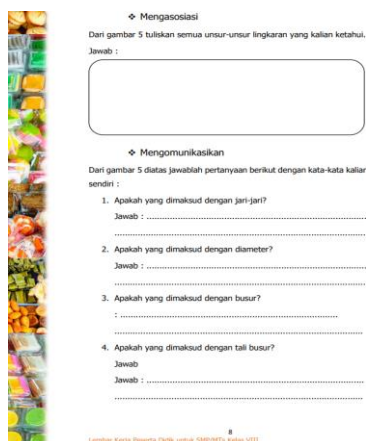 ❖ Mengasosiasi
Dari gambar 5 tuliskan semua unsur-unsur lingkaran yang kalian ketahui.
Jawab :
❖ Mengomunikasikan
Dari gambar 5 diatas jawablah pertanyaan berikut dengan kata-kata kalian
sendiri :
1. Apakah yang dimaksud dengan jari-jari?
Jawab : ...........................................................................
......................................................................................
2. Apakah yang dimaksud dengan diameter?
Jawab : ...........................................................................
......................................................................................
3. Apakah yang dimaksud dengan busur?
: ...........................................................................
.....................................................................................
4. Apakah yang dimaksud dengan tali busur?
Jawab
Jawab : ..........................................................................
.....................................................................................
8
Lembar Kerja Peserta Didik untuk SMP/MTs Kelas VIII